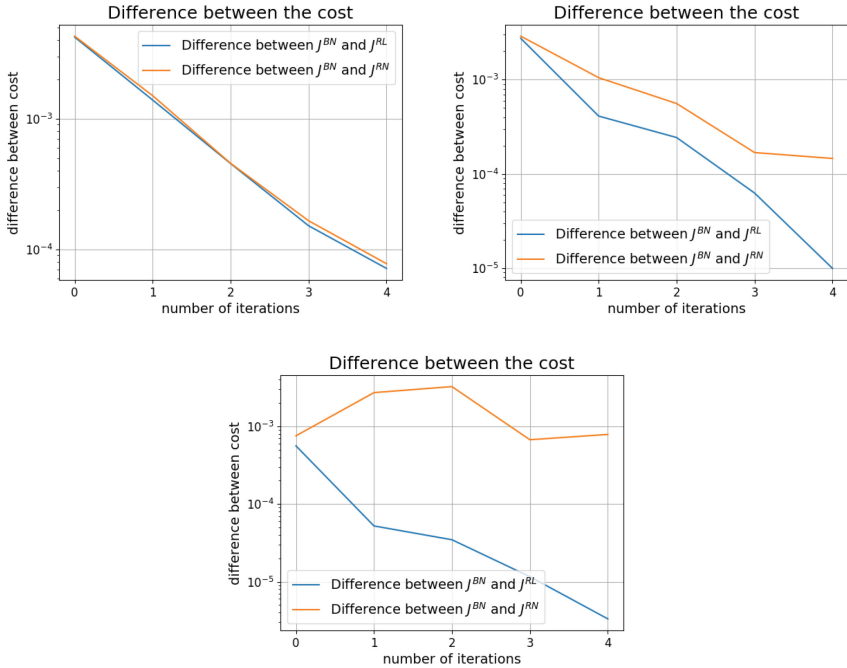 Difference between the cost
Difference between J^{BN} and J^{RL}
Difference between J^{BN} and J^{RN}
10^{-3}
10^{-4}
difference between cost
0 1 2 3 4
number of iterations
Difference between the cost
10^{-3}
10^{-4}
10^{-5}
difference between cost
Difference between J^{BN} and J^{RL}
Difference between J^{BN} and J^{RN}
0 1 2 3 4
number of iterations
Difference between the cost
10^{-3}
10^{-4}
10^{-5}
difference between cost
Difference between J^{BN} and J^{RL}
Difference between J^{BN} and J^{RN}
0 1 2 3 4
number of iterations